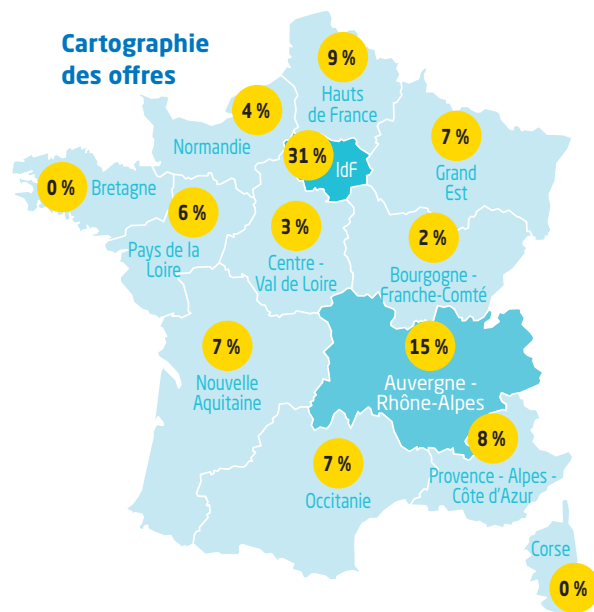 Cartographie
des offres
9 %
Hauts
de France
4 %
Normandie
31 %
IdF
7 %
Grand
Est
0 %
Bretagne
6 %
Pays de la
Loire
3 %
Centre -
Val de Loire
2 %
Bourgogne -
Franche-Comté
7 %
Nouvelle
Aquitaine
15 %
Auvergne -
Rhône-Alpes
8 %
Provence - Alpes -
Côte d'Azur
7 %
Occitanie
Corse
0 %